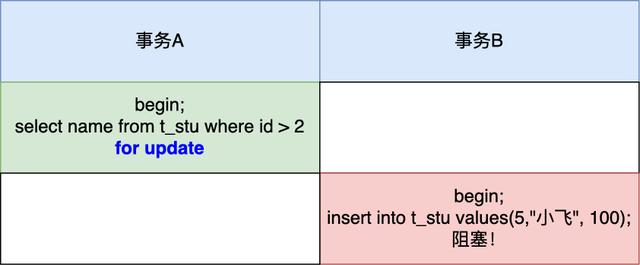 事务A
事务B
begin;
select name from t_stu where id > 2
for update
begin;
insert into t_stu values(5,"小飞", 100);
阻塞！